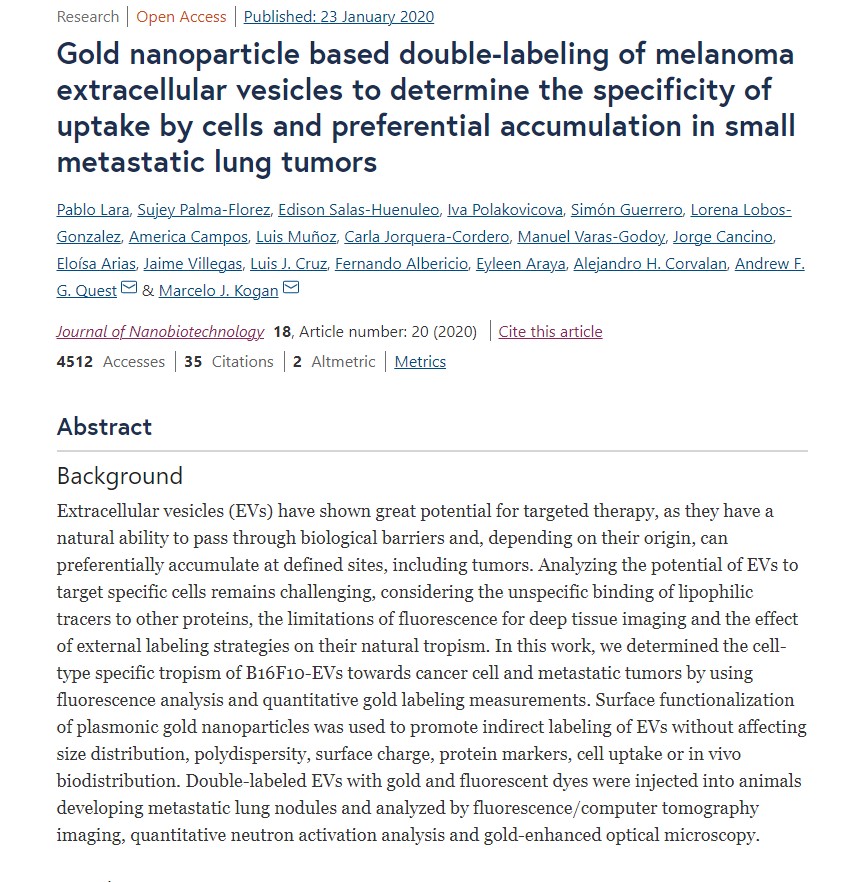 Research | Open Access | Published: 23 January 2020
Gold nanoparticle based double-labeling of melanoma
extracellular vesicles to determine the specificity of
uptake by cells and preferential accumulation in small
metastatic lung tumors
Pablo Lara, Sujey Palma-Florez, Edison Salas-Huenuleo, Iva Polakovicova, Simón Guerrero, Lorena Lobos-
Gonzalez, America Campos, Luis Muñoz, Carla Jorquera-Cordero, Manuel Varas-Godoy, Jorge Cancino,
Eloísa Arias, Jaime Villegas, Luis J. Cruz, Fernando Albericio, Eyleen Araya, Alejandro H. Corvalan, Andrew F.
G. Quest & Marcelo J. Kogan
Journal of Nanobiotechnology 18, Article number: 20 (2020) | Cite this article
4512 Accesses | 35 Citations | 2 Altmetric | Metrics
Abstract
Background
Extracellular vesicles (EVs) have shown great potential for targeted therapy, as they have a
natural ability to pass through biological barriers and, depending on their origin, can
preferentially accumulate at defined sites, including tumors. Analyzing the potential of EVs to
target specific cells remains challenging, considering the unspecific binding of lipophilic
tracers to other proteins, the limitations of fluorescence for deep tissue imaging and the effect
of external labeling strategies on their natural tropism. In this work, we determined the cell-
type specific tropism of B16F10-EVs towards cancer cell and metastatic tumors by using
fluorescence analysis and quantitative gold labeling measurements. Surface functionalization
of plasmonic gold nanoparticles was used to promote indirect labeling of EVs without affecting
size distribution, polydispersity, surface charge, protein markers, cell uptake or in vivo
biodistribution. Double-labeled EVs with gold and fluorescent dyes were injected into animals
developing metastatic lung nodules and analyzed by fluorescence/computer tomography
imaging, quantitative neutron activation analysis and gold-enhanced optical microscopy.